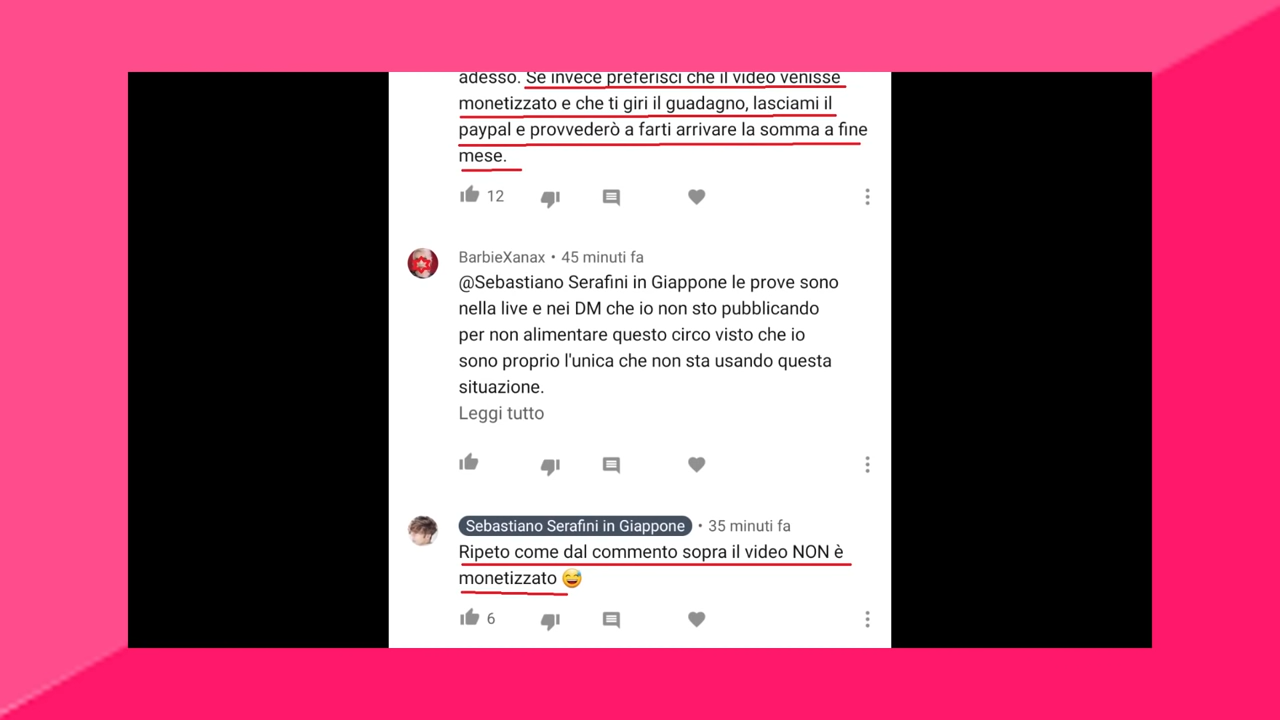 adesso. Se invece preferisci che il video venisse
monetizzato e che ti giri il guadagno, lasciami il
paypal e provvederò a farti arrivare la somma a fine
mese.
12
BarbieXanax • 45 minuti fa
@Sebastiano Serafini in Giappone le prove sono
nella live e nei DM che io non sto pubblicando
per non alimentare questo circo visto che io
sono proprio l'unica che non sta usando questa
situazione.
Leggi tutto
Sebastiano Serafini in Giappone • 35 minuti fa
Ripeto come dal commento sopra il video NON è
monetizzato 😅
6